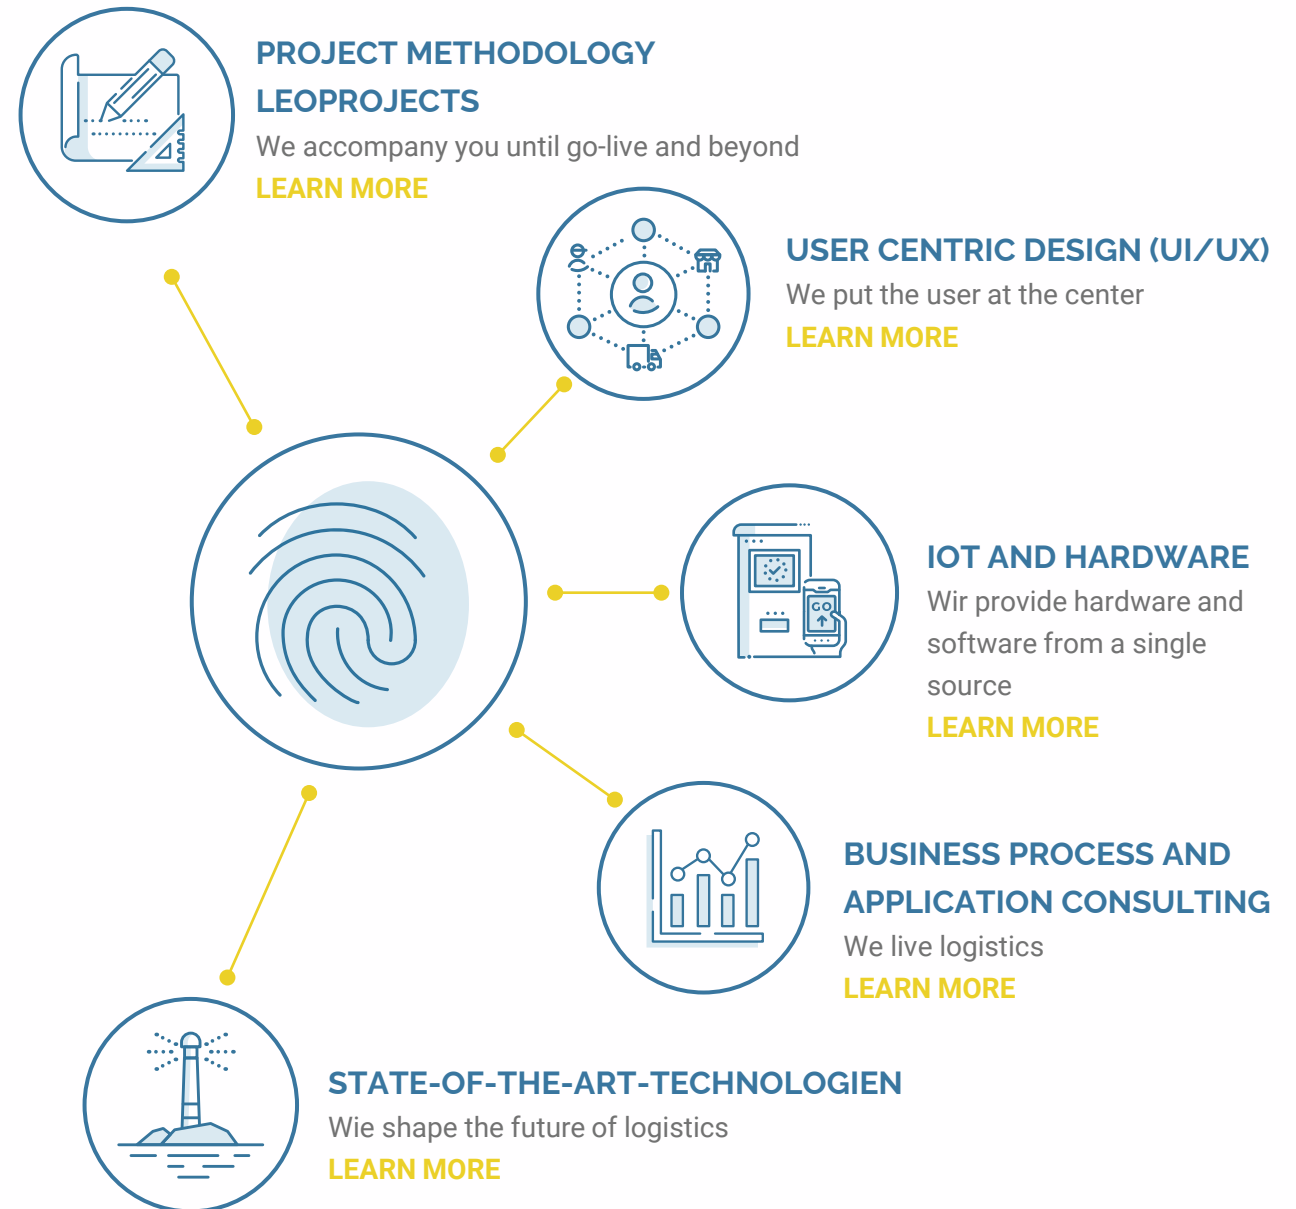 PROJECT METHODOLOGY
LEOPROJECTS
We accompany you until go-live and beyond
LEARN MORE
USER CENTRIC DESIGN (UI/UX)
We put the user at the center
LEARN MORE
IOT AND HARDWARE
Wir provide hardware and
software from a single
source
LEARN MORE
GO
BUSINESS PROCESS AND
APPLICATION CONSULTING
We live logistics
LEARN MORE
STATE-OF-THE-ART-TECHNOLOGIEN
Wie shape the future of logistics
LEARN MORE